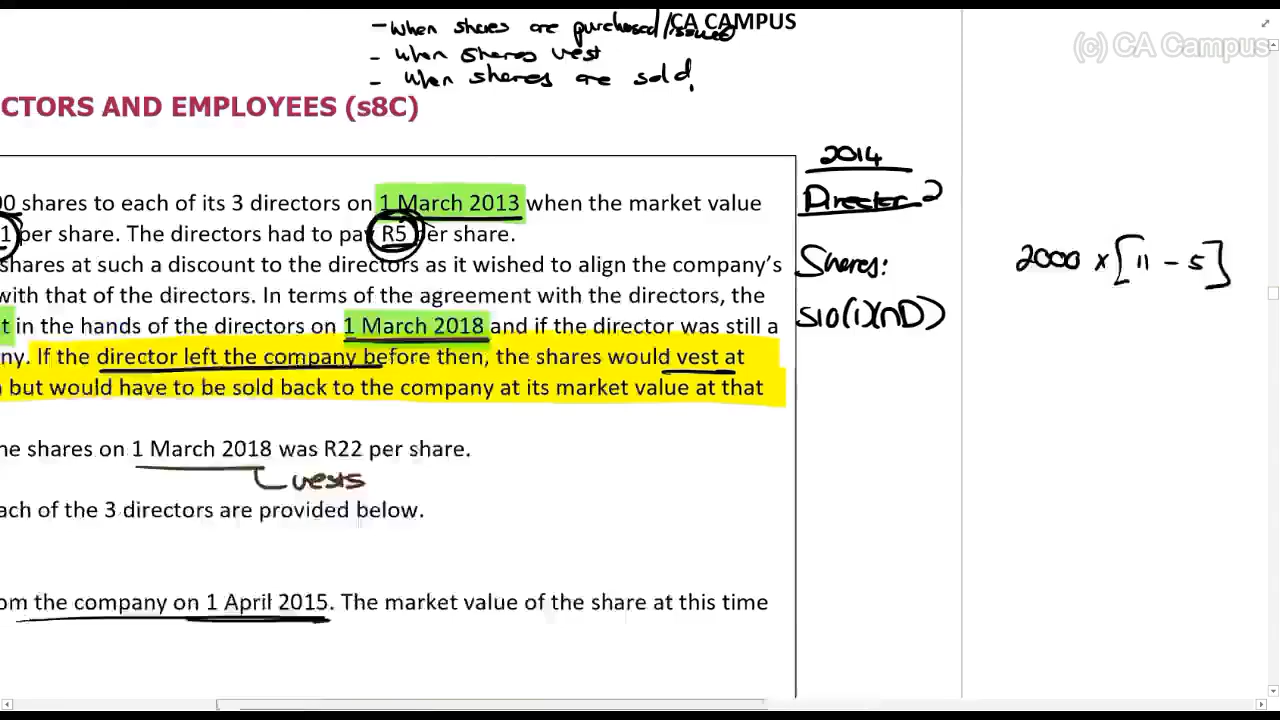 - When shares are purchased/issued CA CAMPUS
(c) CA Campus
- When shares vest
- When shares are sold.
CTORS AND EMPLOYEES (s8C)
2014
Director 2
00 shares to each of its 3 directors on 1 March 2013 when the market value
1 per share. The directors had to pay R5 per share.
shares at such a discount to the directors as it wished to align the company's
Shares:
2000 x [11 - 5]
with that of the directors. In terms of the agreement with the directors, the
t in the hands of the directors on 1 March 2018 and if the director was still a
S10(1)(nD)
ny. If the director left the company before then, the shares would vest at
but would have to be sold back to the company at its market value at that
he shares on 1 March 2018 was R22 per share.
vests
ach of the 3 directors are provided below.
om the company on 1 April 2015. The market value of the share at this time